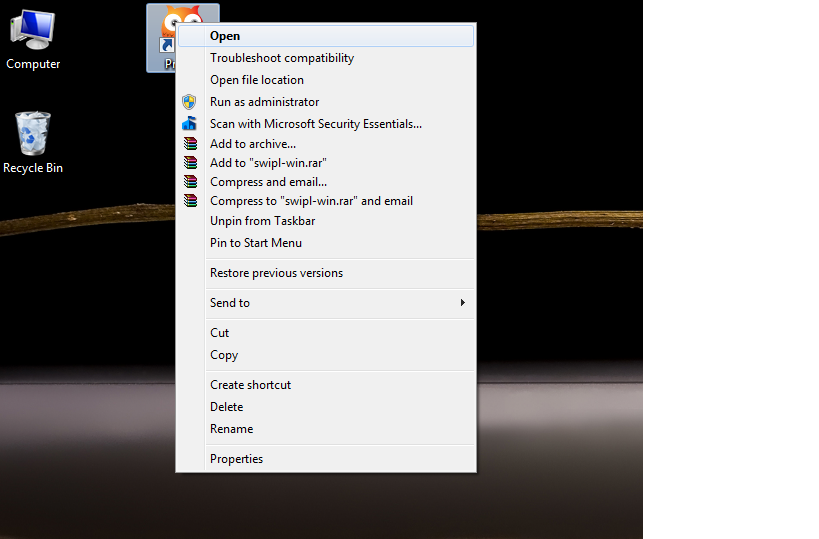 Computer
Recycle Bin
Open
Troubleshoot compatibility
Open file location
Run as administrator
Scan with Microsoft Security Essentials...
Add to archive...
Add to "swipl-win.rar"
Compress and email...
Compress to "swipl-win.rar" and email
Unpin from Taskbar
Pin to Start Menu
Restore previous versions
Send to
Cut
Copy
Create shortcut
Delete
Rename
Properties